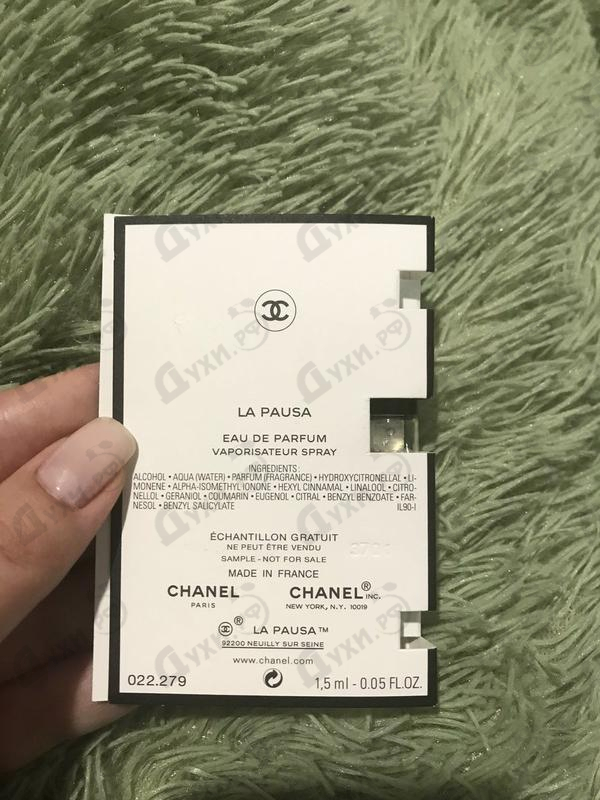 LA PAUSA
EAU DE PARFUM
VAPORISATEUR SPRAY
INGREDIENTS:
ALCOHOL • AQUA (WATER) • PARFUM (FRAGRANCE) • HYDROXYCITRONELLAL • LI-
MONENE • ALPHA-ISOMETHYL IONONE • HEXYL CINNAMAL • LINALOOL • CITRO-
NELLOL • GERANIOL • COUMARIN • EUGENOL • CITRAL • BENZYL BENZOATE • FAR-
NESOL • BENZYL SALICYLATE IL90-I
ÉCHANTILLON GRATUIT
NE PEUT ÊTRE VENDU
SAMPLE - NOT FOR SALE
MADE IN FRANCE
CHANEL CHANEL® INC.
PARIS NEW YORK, N.Y. 10019
® LA PAUSA™
92200 NEUILLY SUR SEINE
www.chanel.com
022.279 1,5 ml - 0.05 FL.OZ.
Духи.рф